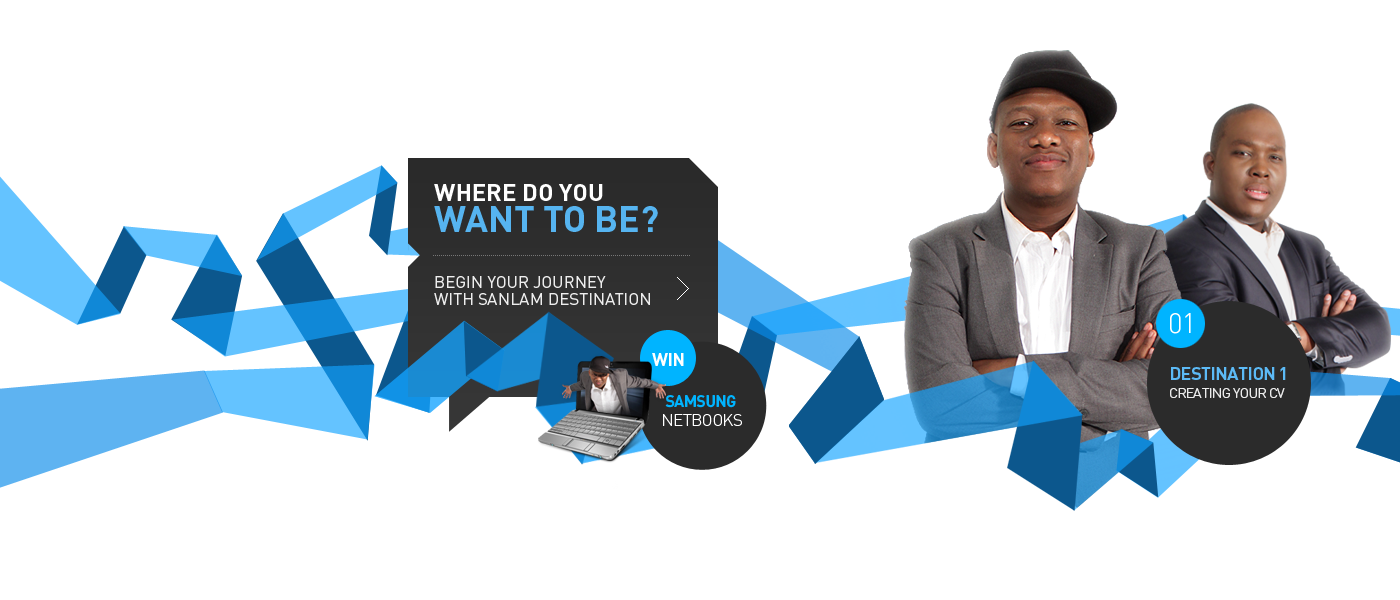 WHERE DO YOU
WANT TO BE?
BEGIN YOUR JOURNEY
WITH SANLAM DESTINATION
WIN
SAMSUNG
NETBOOKS
01
DESTINATION 1
CREATING YOUR CV